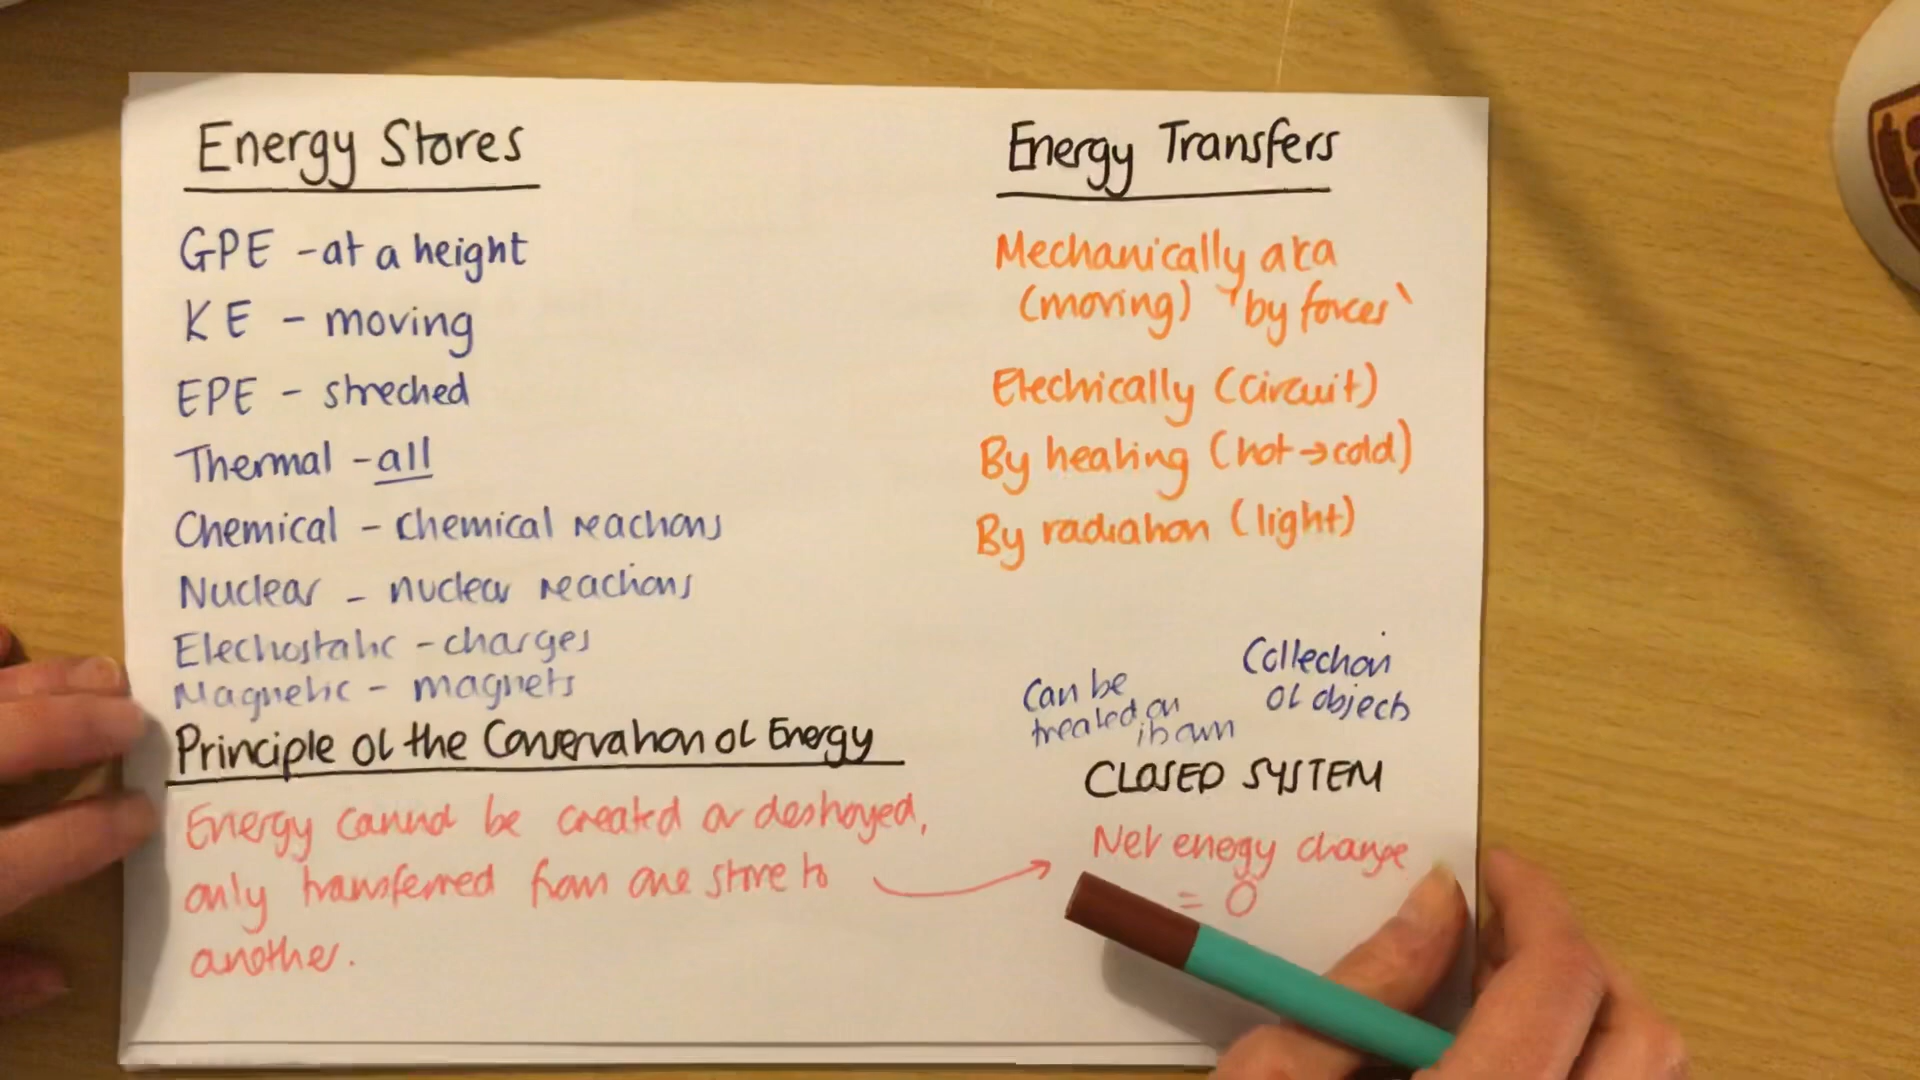 Energy Stores
GPE - at a height
KE - moving
EPE - streched
Thermal - all
Chemical - chemical reactions
Nuclear - nuclear reactions
Electrostatic - charges
Magnetic - magnets
Principle of the Conservation of Energy
Energy cannot be created or destroyed,
only transferred from one store to
another.
Energy Transfers
Mechanically aka
(moving) 'by forces'
Electrically (circuit)
By heating (hot → cold)
By radiation (light)
Can be
treated on
its own
Collection
of objects
CLOSED SYSTEM
Net energy change
= 0